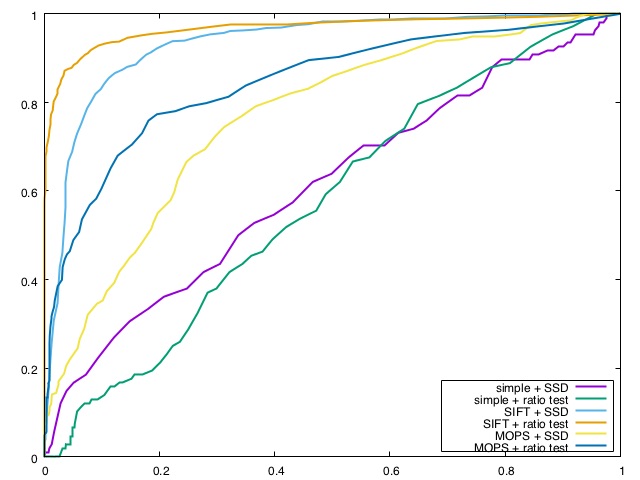 1
0.8
0.6
0.4
0.2
0
0 0.2 0.4 0.6 0.8 1
simple + SSD
simple + ratio test
SIFT + SSD
SIFT + ratio test
MOPS + SSD
MOPS + ratio test